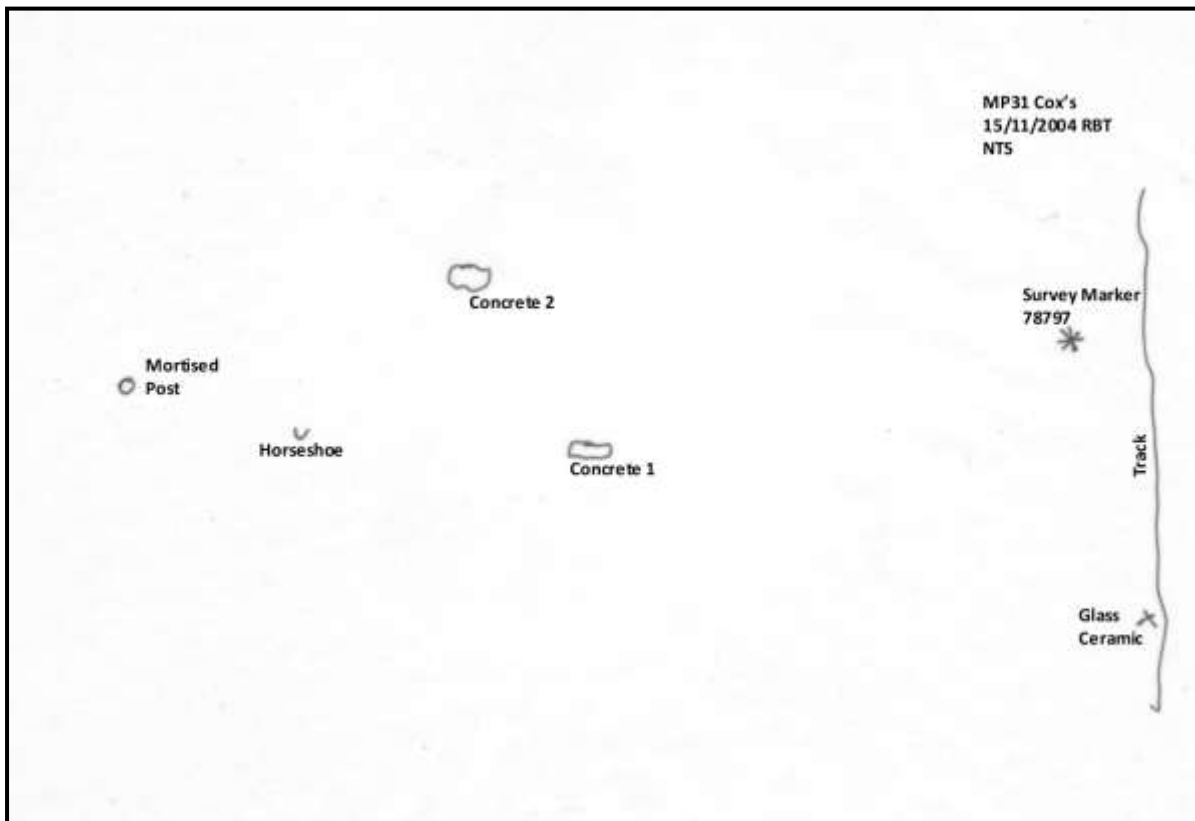 MP31 Cox's
15/11/2004 RBT
NTS
Concrete 2
Survey Marker
78797
Mortised
Post
Horseshoe
Concrete 1
Track
Glass
Ceramic